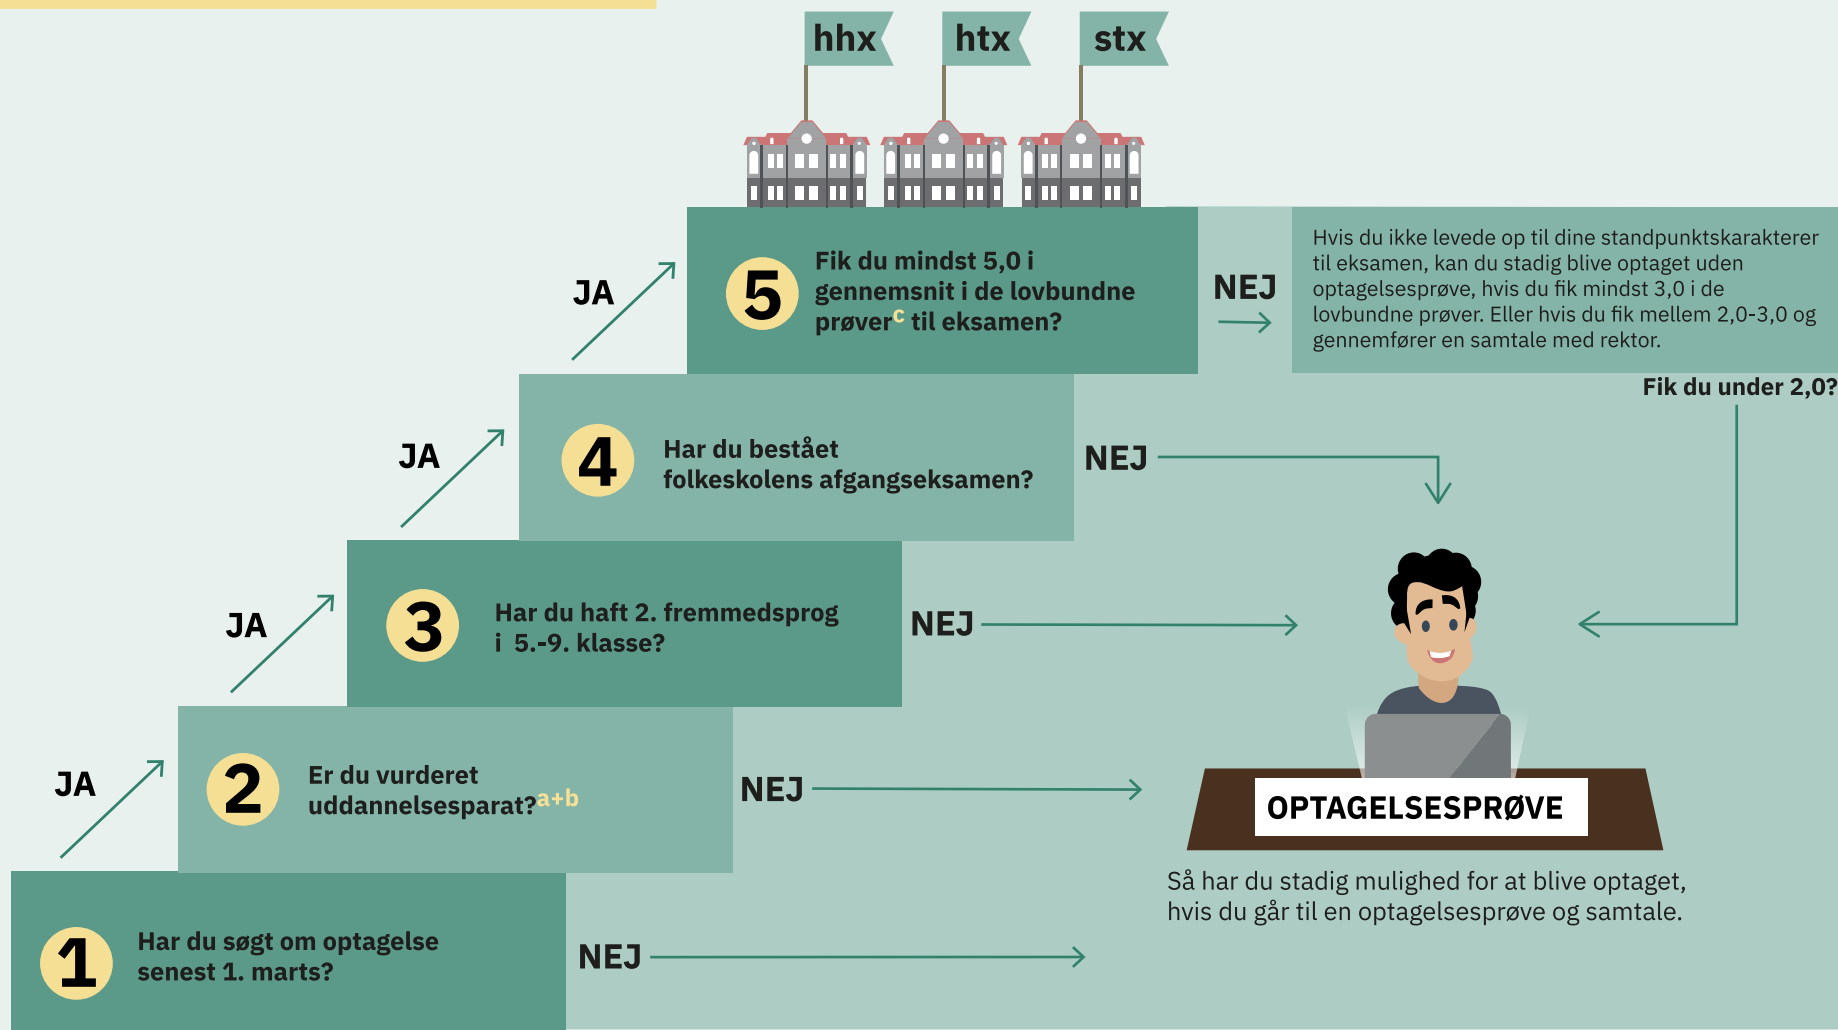 hhx
htx
stx
JA
5
Fik du mindst 5,0 i
gennemsnit i de lovbundne
prøverc til eksamen?
NEJ
Hvis du ikke levede op til dine standpunktskarakterer
til eksamen, kan du stadig blive optaget uden
optagelsesprøve, hvis du fik mindst 3,0 i de
lovbundne prøver. Eller hvis du fik mellem 2,0-3,0 og
gennemfører en samtale med rektor.
Fik du under 2,0?
JA
4
Har du bestået
folkeskolens afgangseksamen?
NEJ
JA
3
Har du haft 2. fremmedsprog
i 5.-9. klasse?
NEJ
JA
2
Er du vurderet
uddannelsesparat?a+b
NEJ
OPTAGELSESPRØVE
Så har du stadig mulighed for at blive optaget,
hvis du går til en optagelsesprøve og samtale.
1
Har du søgt om optagelse
senest 1. marts?
NEJ